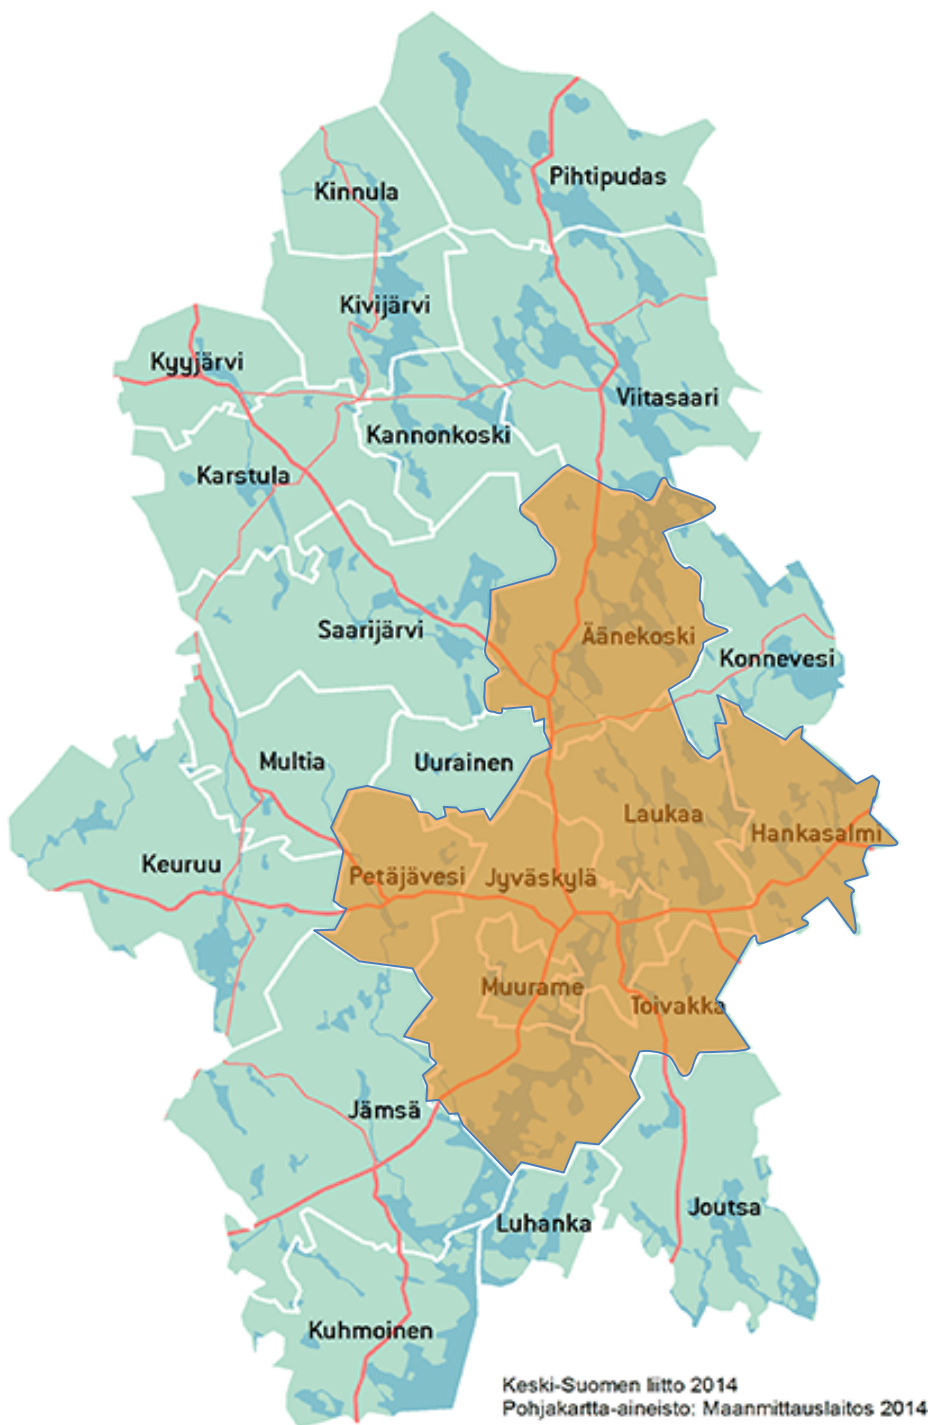 Pihtipudas
Kinnula
Kivijärvi
Kyyjärvi
Viitasaari
Kannonkoski
Karstula
Saarijärvi
Äänekoski
Konnevesi
Multia
Uurainen
Laukaa
Hankasalmi
Keuruu
Petäjävesi
Jyväskylä
Muurame
Toivakka
Jämsä
Joutsa
Luhanka
Kuhmoinen
Keski-Suomen liitto 2014
Pohjakartta-aineisto: Maanmittauslaitos 2014